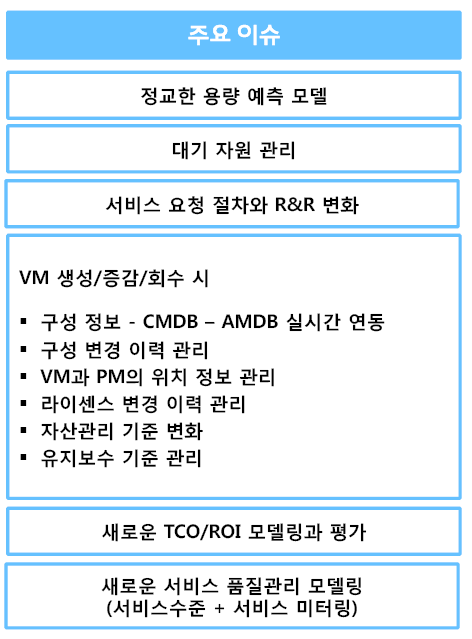 주요 이슈
정교한 용량 예측 모델
대기 자원 관리
서비스 요청 절차와 R&R 변화
VM 생성/증감/회수 시
▪ 구성 정보 - CMDB – AMDB 실시간 연동
▪ 구성 변경 이력 관리
▪ VM과 PM의 위치 정보 관리
▪ 라이센스 변경 이력 관리
▪ 자산관리 기준 변화
▪ 유지보수 기준 관리
새로운 TCO/ROI 모델링과 평가
새로운 서비스 품질관리 모델링
(서비스수준 + 서비스 미터링)